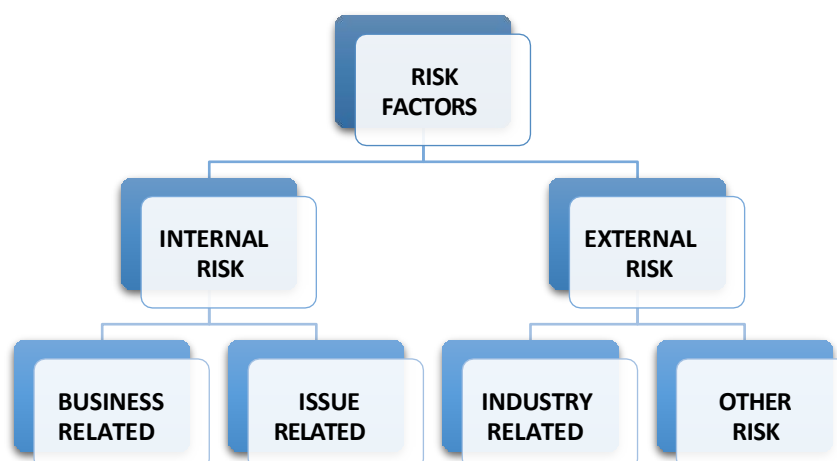 RISK
FACTORS
INTERNAL
RISK
EXTERNAL
RISK
BUSINESS
RELATED
ISSUE
RELATED
INDUSTRY
RELATED
OTHER
RISK